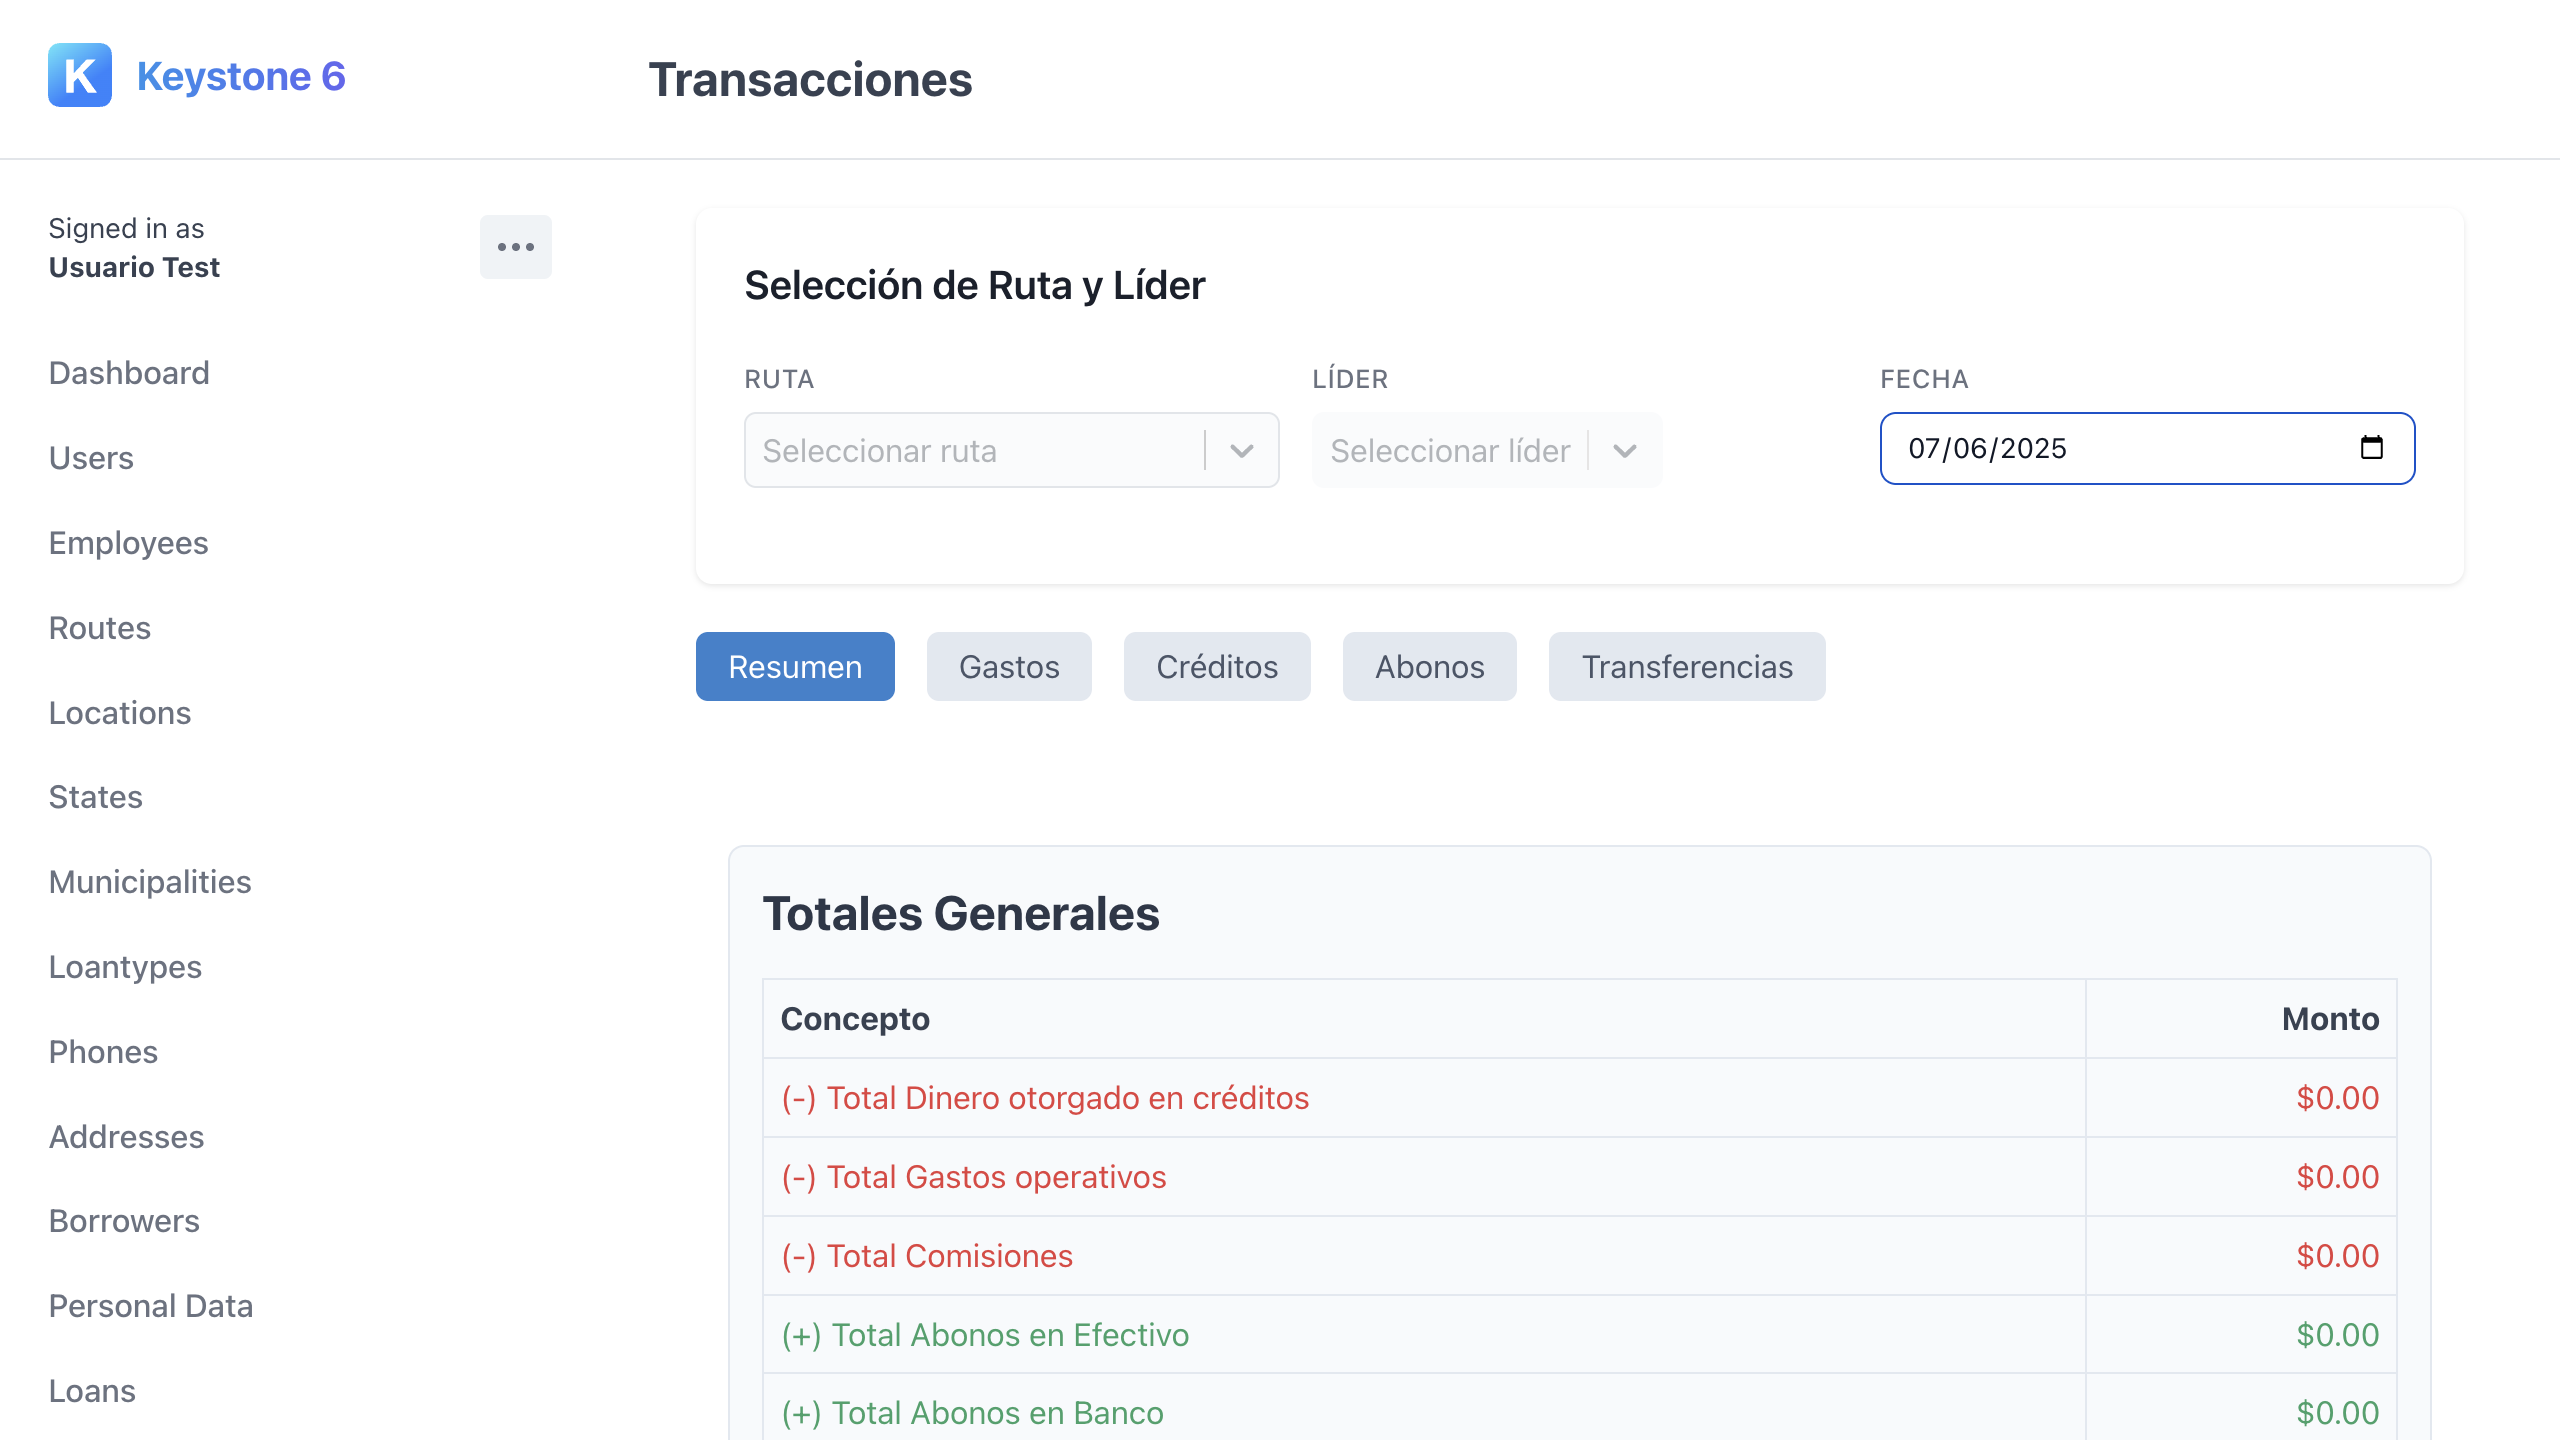 K Keystone 6
Transacciones
Signed in as
Usuario Test
Dashboard
Users
Employees
Routes
Locations
States
Municipalities
Loantypes
Phones
Addresses
Borrowers
Personal Data
Loans
Selección de Ruta y Líder
RUTA LÍDER FECHA
Seleccionar ruta Seleccionar líder 07/06/2025
Resumen Gastos Créditos Abonos Transferencias
Totales Generales
Concepto Monto
(-) Total Dinero otorgado en créditos $0.00
(-) Total Gastos operativos $0.00
(-) Total Comisiones $0.00
(+) Total Abonos en Efectivo $0.00
(+) Total Abonos en Banco $0.00